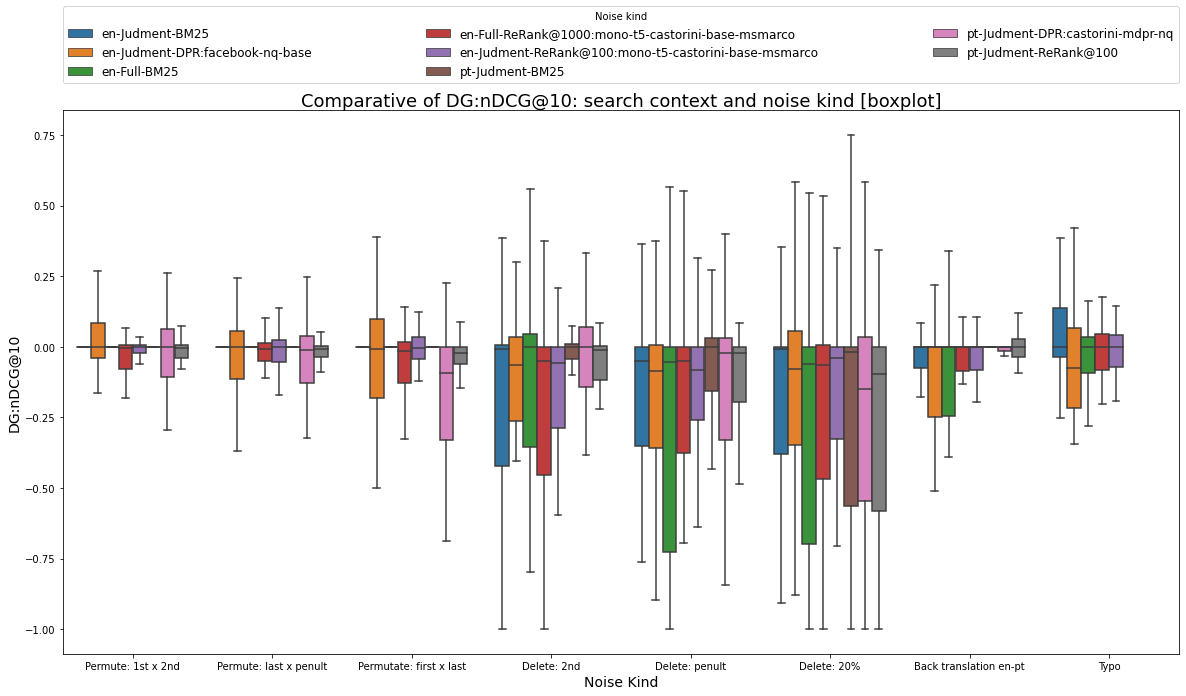 Noise kind
en-Judment-BM25
en-Judment-DPR:facebook-nq-base
en-Full-BM25
en-Full-ReRank@1000:mono-t5-castorini-base-msmarco
en-Judment-ReRank@100:mono-t5-castorini-base-msmarco
pt-Judment-BM25
pt-Judment-DPR:castorini-mdpr-nq
pt-Judment-ReRank@100
Comparative of DG:nDCG@10: search context and noise kind [boxplot]
DG:nDCG@10
0.75
0.50
0.25
0.00
−0.25
−0.50
−0.75
−1.00
Permute: 1st x 2nd
Permute: last x penult
Permutate: first x last
Delete: 2nd
Delete: penult
Delete: 20%
Back translation en-pt
Typo
Noise Kind